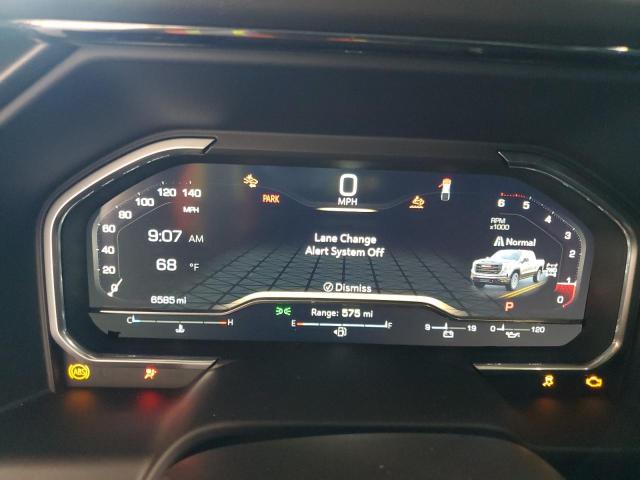 0
MPH
PARK
120 140
100
80
60
40
20
0
MPH
9:07 AM
68 °F
6585 mi
Lane Change
Alert System Off
Dismiss
6 5 4
3
2
1
0
RPM
x1000
Normal
P
C H
Range: 575 mi
E F
9 19
0 120
ABS